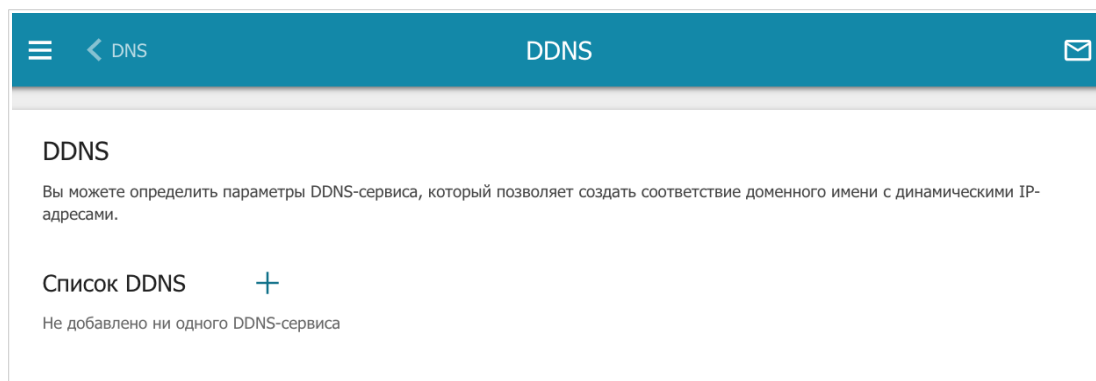 DNS
DDNS
DDNS
Вы можете определить параметры DDNS-сервиса, который позволяет создать соответствие доменного имени с динамическими IP-
адресами.
Список DDNS
Не добавлено ни одного DDNS-сервиса